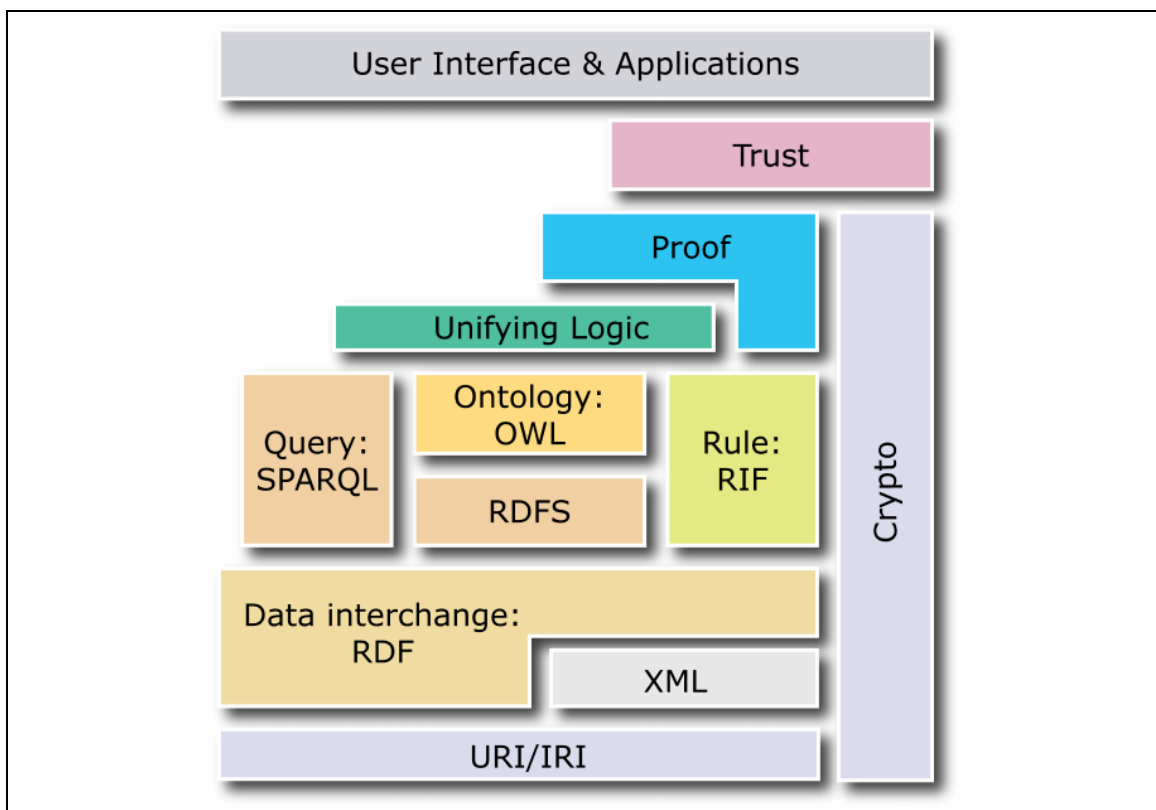 User Interface & Applications
Trust
Proof
Unifying Logic
Query:
SPARQL
Ontology:
OWL
RDFS
Rule:
RIF
Crypto
Data interchange:
RDF
XML
URI/IRI